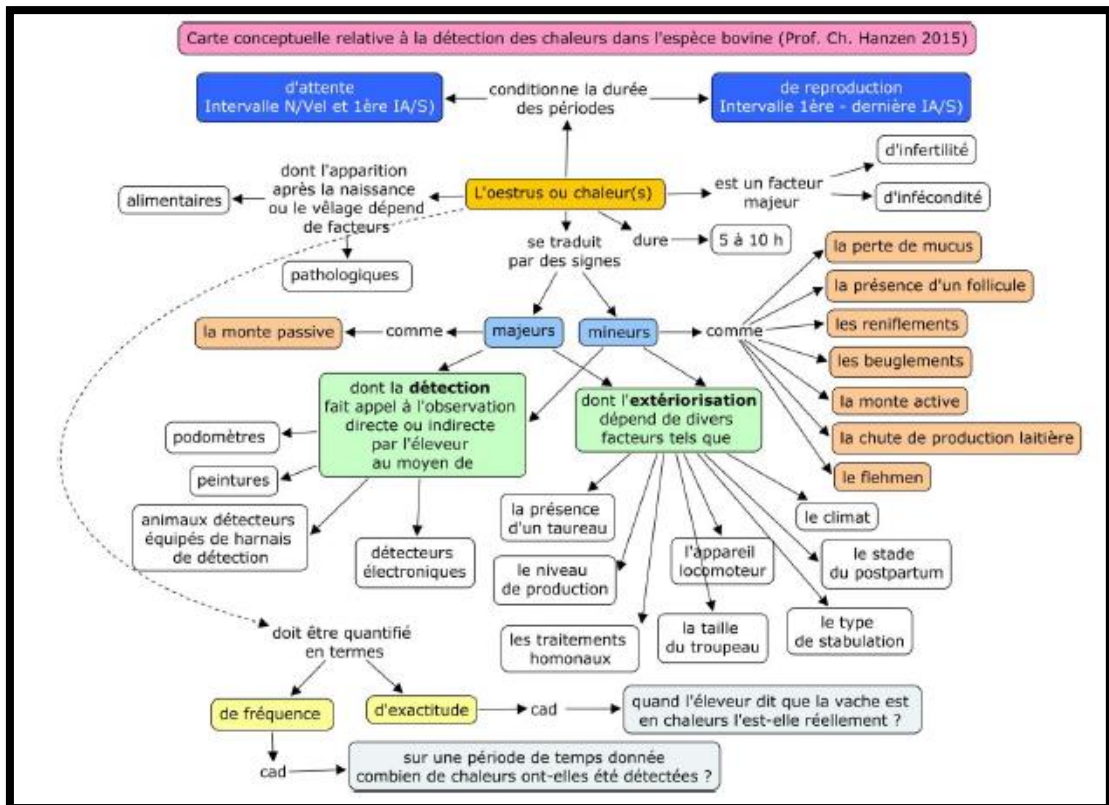 Carte conceptuelle relative à la détection des chaleurs dans l'espèce bovine (Prof. Ch. Hanzen 2015)
d'attente
Intervalle N/Vel et 1ère IA/S)
conditionne la durée
des périodes
de reproduction
Intervalle 1ère - dernière IA/S)
dont l'apparition
après la naissance
ou le vêlage dépend
de facteurs
alimentaires
pathologiques
L'oestrus ou chaleur(s)
est un facteur
majeur
d'infertilité
d'infécondité
se traduit
par des signes
dure
5 à 10 h
la monte passive
comme
majeurs
mineurs
comme
la perte de mucus
la présence d'un follicule
les reniflements
les beuglements
la monte active
la chute de production laitière
le flehmen
dont la détection
fait appel à l'observation
directe ou indirecte
par l'éleveur
au moyen de
podomètres
peintures
animaux détecteurs
équipés de harnais
de détection
détecteurs
électroniques
dont l'extériorisation
dépend de divers
facteurs tels que
la présence
d'un taureau
le niveau
de production
les traitements
homonaux
l'appareil
locomoteur
la taille
du troupeau
le climat
le stade
du postpartum
le type
de stabulation
doit être quantifié
en termes
de fréquence
d'exactitude
cad
quand l'éleveur dit que la vache est
en chaleurs l'est-elle réellement ?
cad
sur une période de temps donnée
combien de chaleurs ont-elles été détectées ?